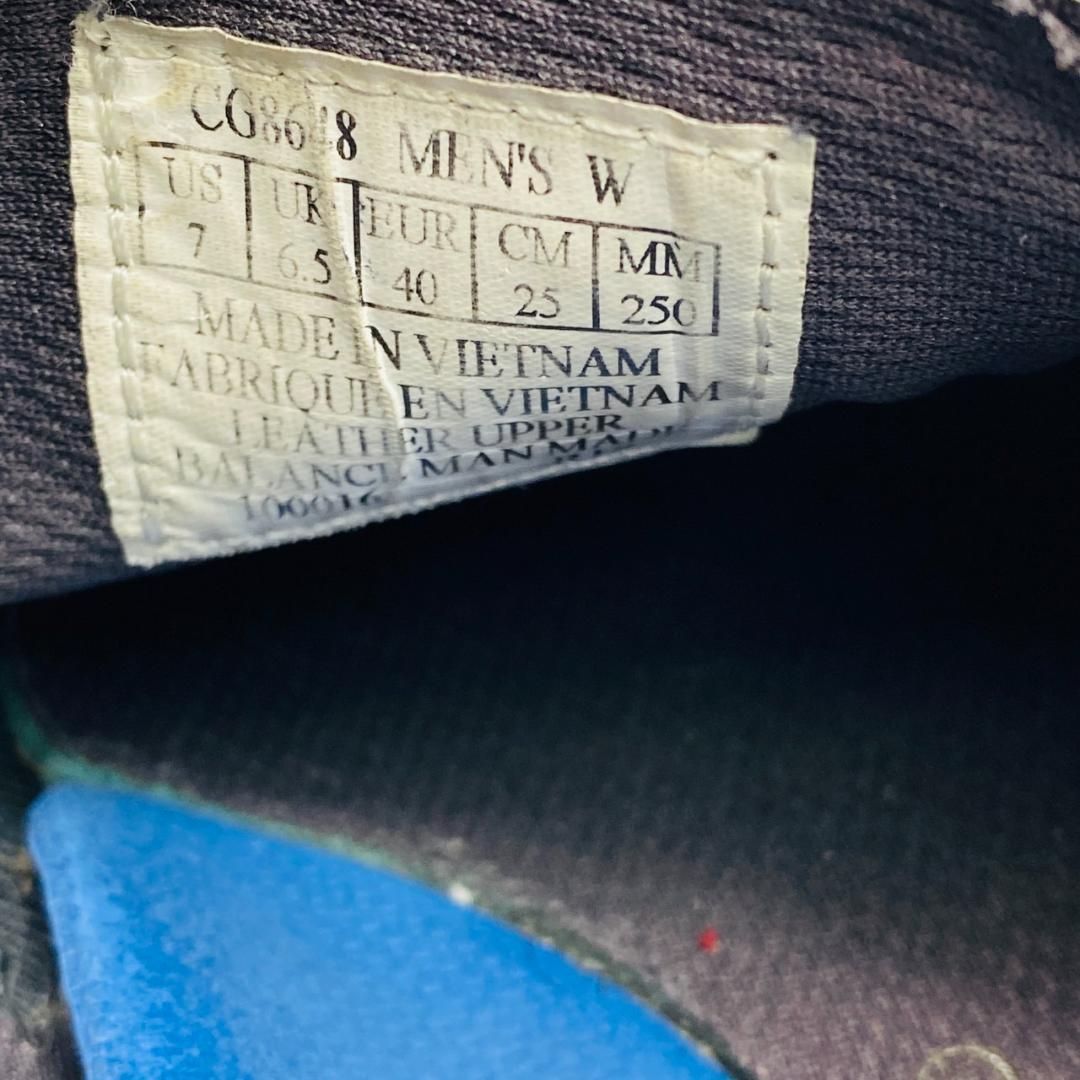 MEN'S W
US UK EUR CM MM
7 6.5 40 25 250
MADE IN VIETNAM
FABRIQUE EN VIETNAM
LEATHER UPPER
BALANCE MAN MADE